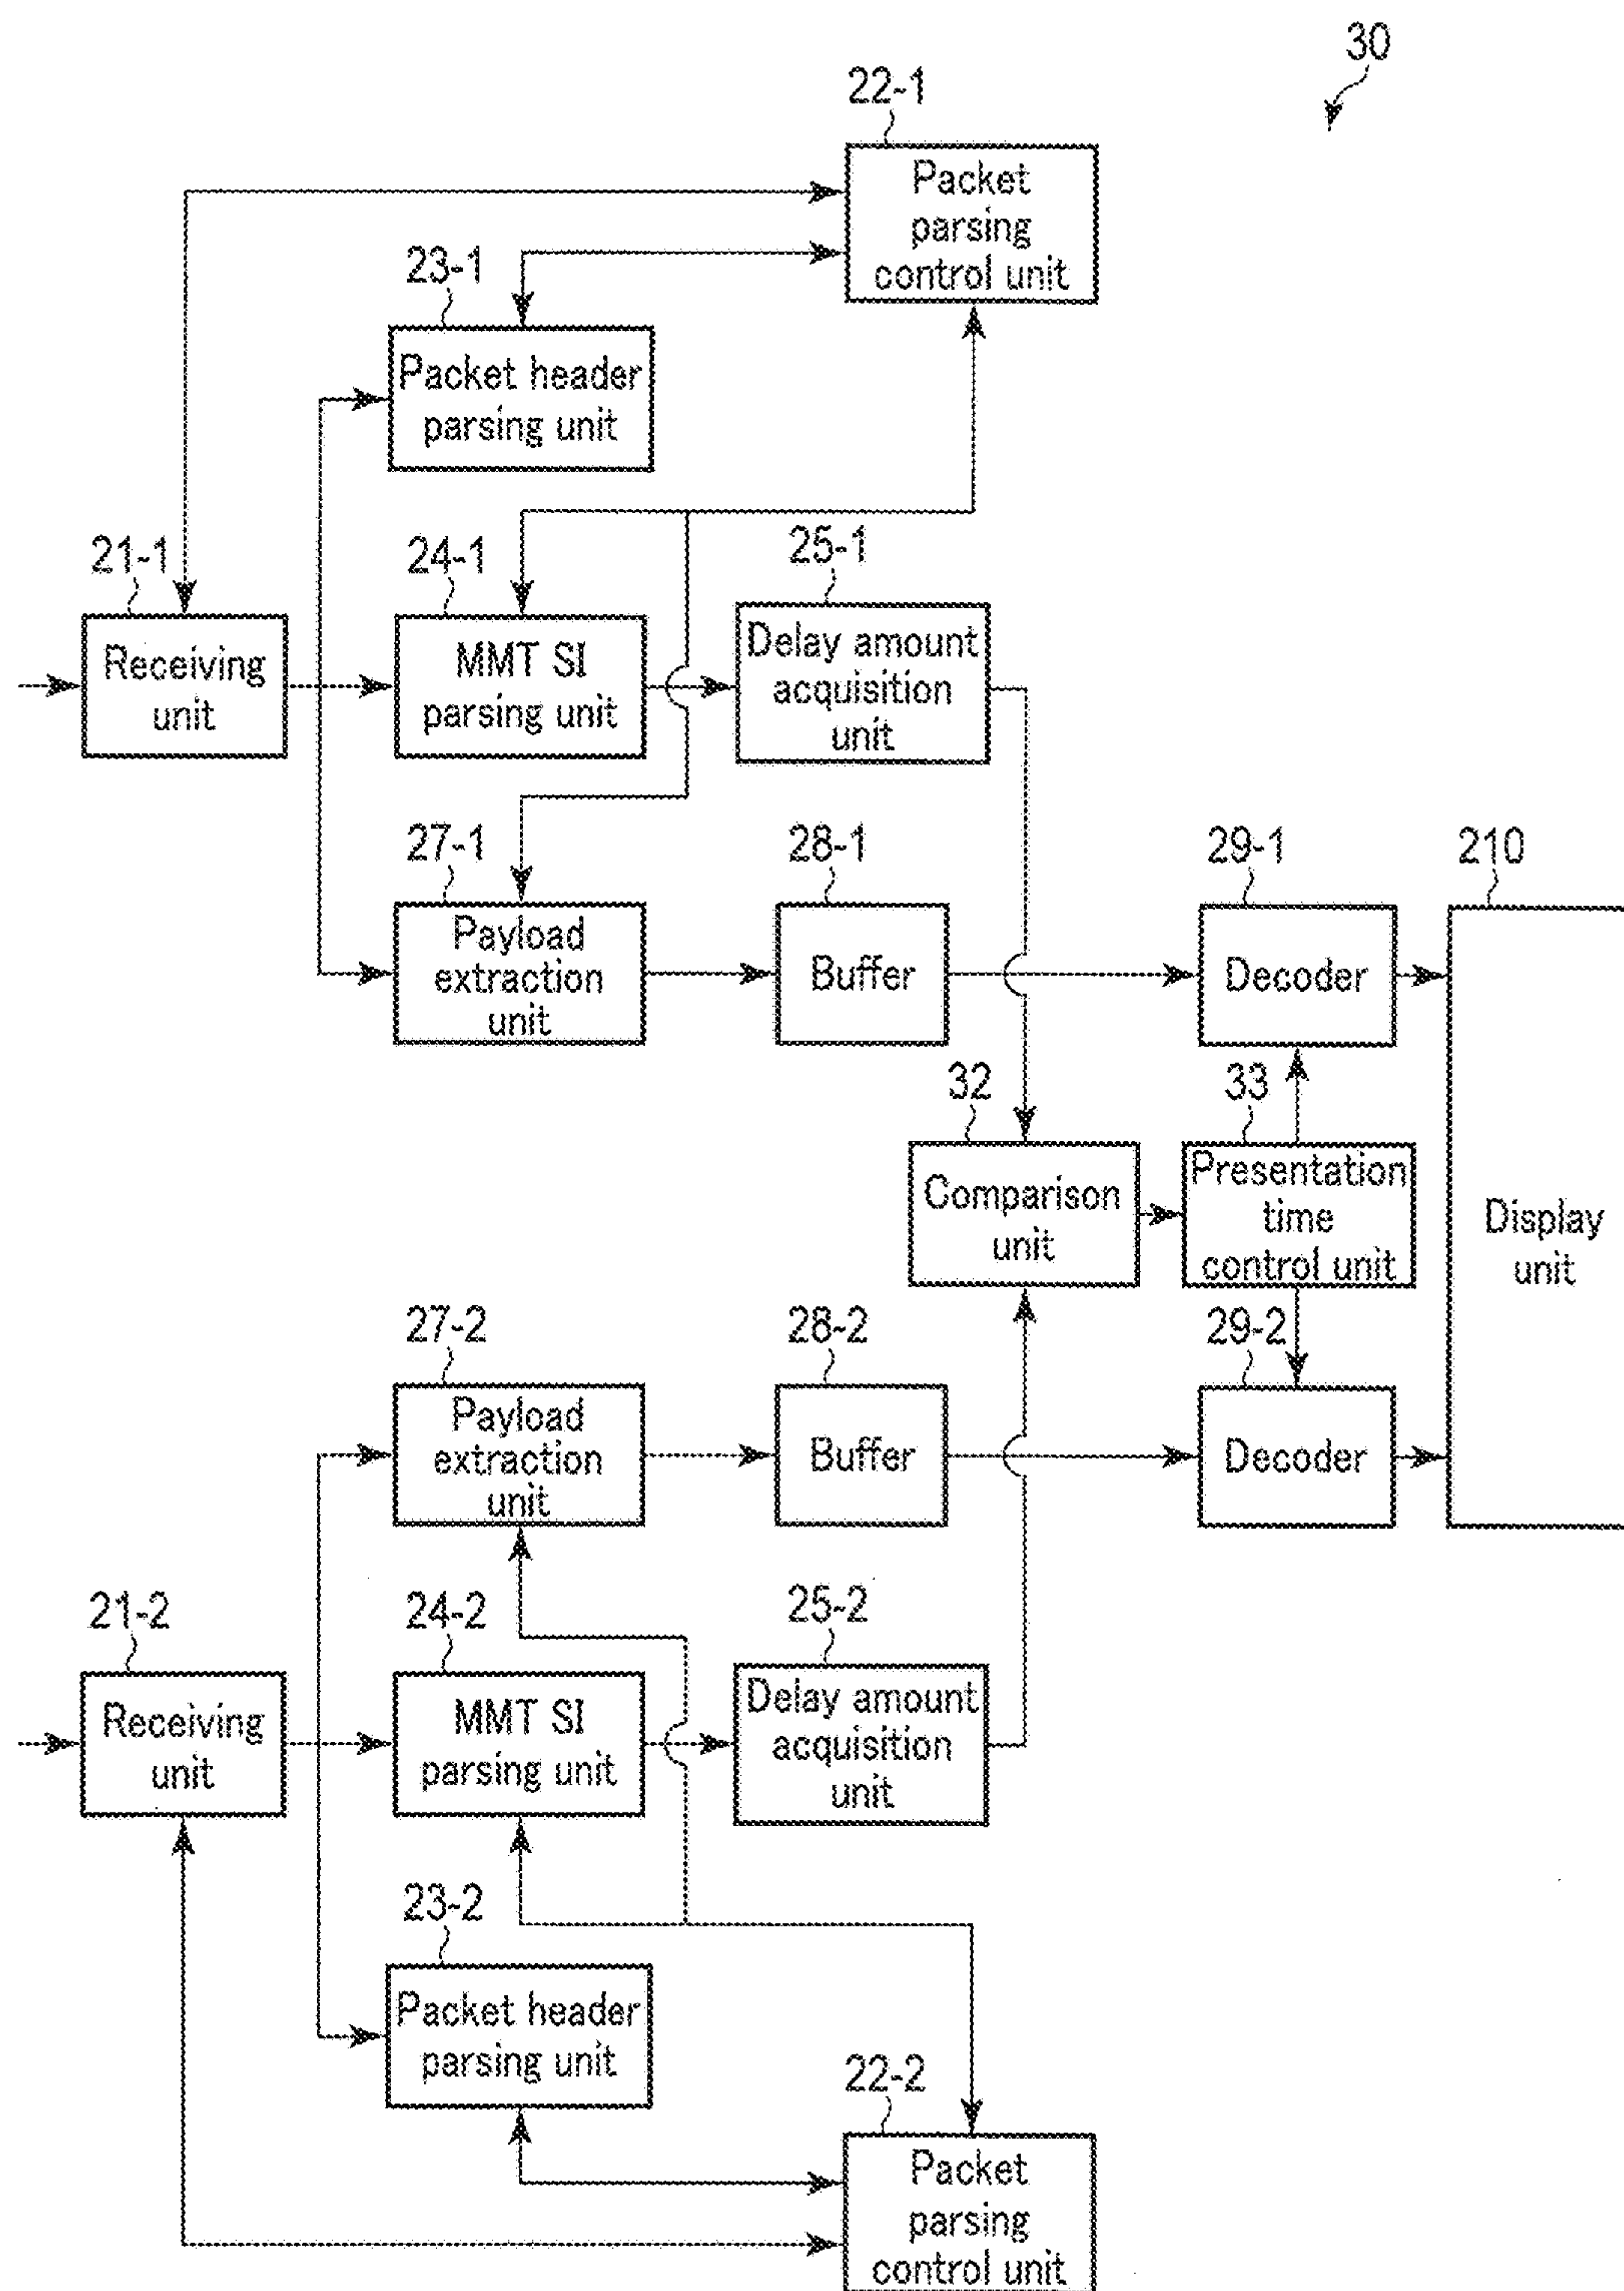 30
22-1
Packet
parsing
control unit
23-1
Packet header
parsing unit
21-1
Receiving
unit
24-1
MMT SI
parsing unit
25-1
Delay amount
acquisition
unit
27-1
Payload
extraction
unit
28-1
Buffer
29-1
Decoder
210
Display
unit
32
Comparison
unit
33
Presentation
time
control unit
27-2
Payload
extraction
unit
28-2
Buffer
29-2
Decoder
21-2
Receiving
unit
24-2
MMT SI
parsing unit
25-2
Delay amount
acquisition
unit
23-2
Packet header
parsing unit
22-2
Packet
parsing
control unit